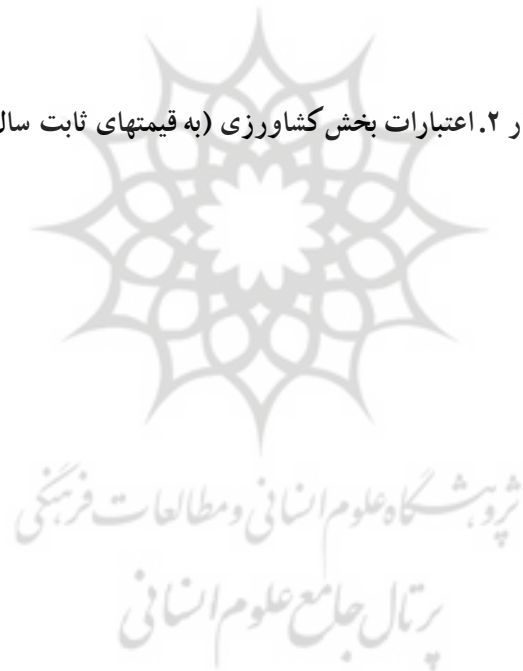 ر ۲. اعتبارات بخش کشاورزی (به قیمتهای ثابت سال
پژوهشگاه علوم انسانی و مطالعات فرهنگی
پرتال جامع علوم انسانی